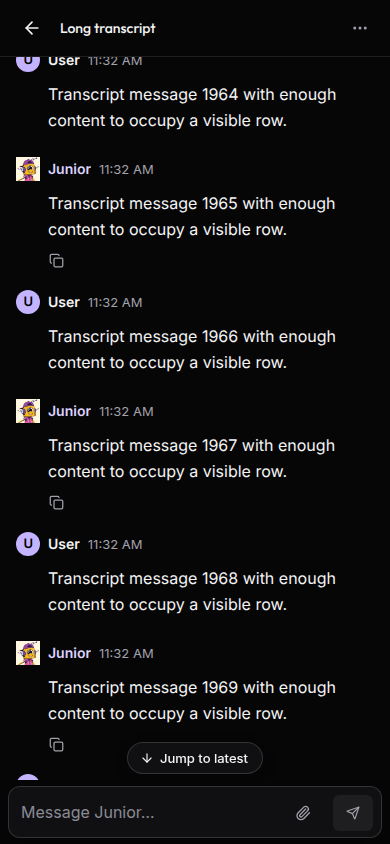 Long transcript
User 11:32 AM
Transcript message 1964 with enough
content to occupy a visible row.
Junior 11:32 AM
Transcript message 1965 with enough
content to occupy a visible row.
U User 11:32 AM
Transcript message 1966 with enough
content to occupy a visible row.
Junior 11:32 AM
Transcript message 1967 with enough
content to occupy a visible row.
U User 11:32 AM
Transcript message 1968 with enough
content to occupy a visible row.
Junior 11:32 AM
Transcript message 1969 with enough
content to occupy a visible row.
Jump to latest
Message Junior...